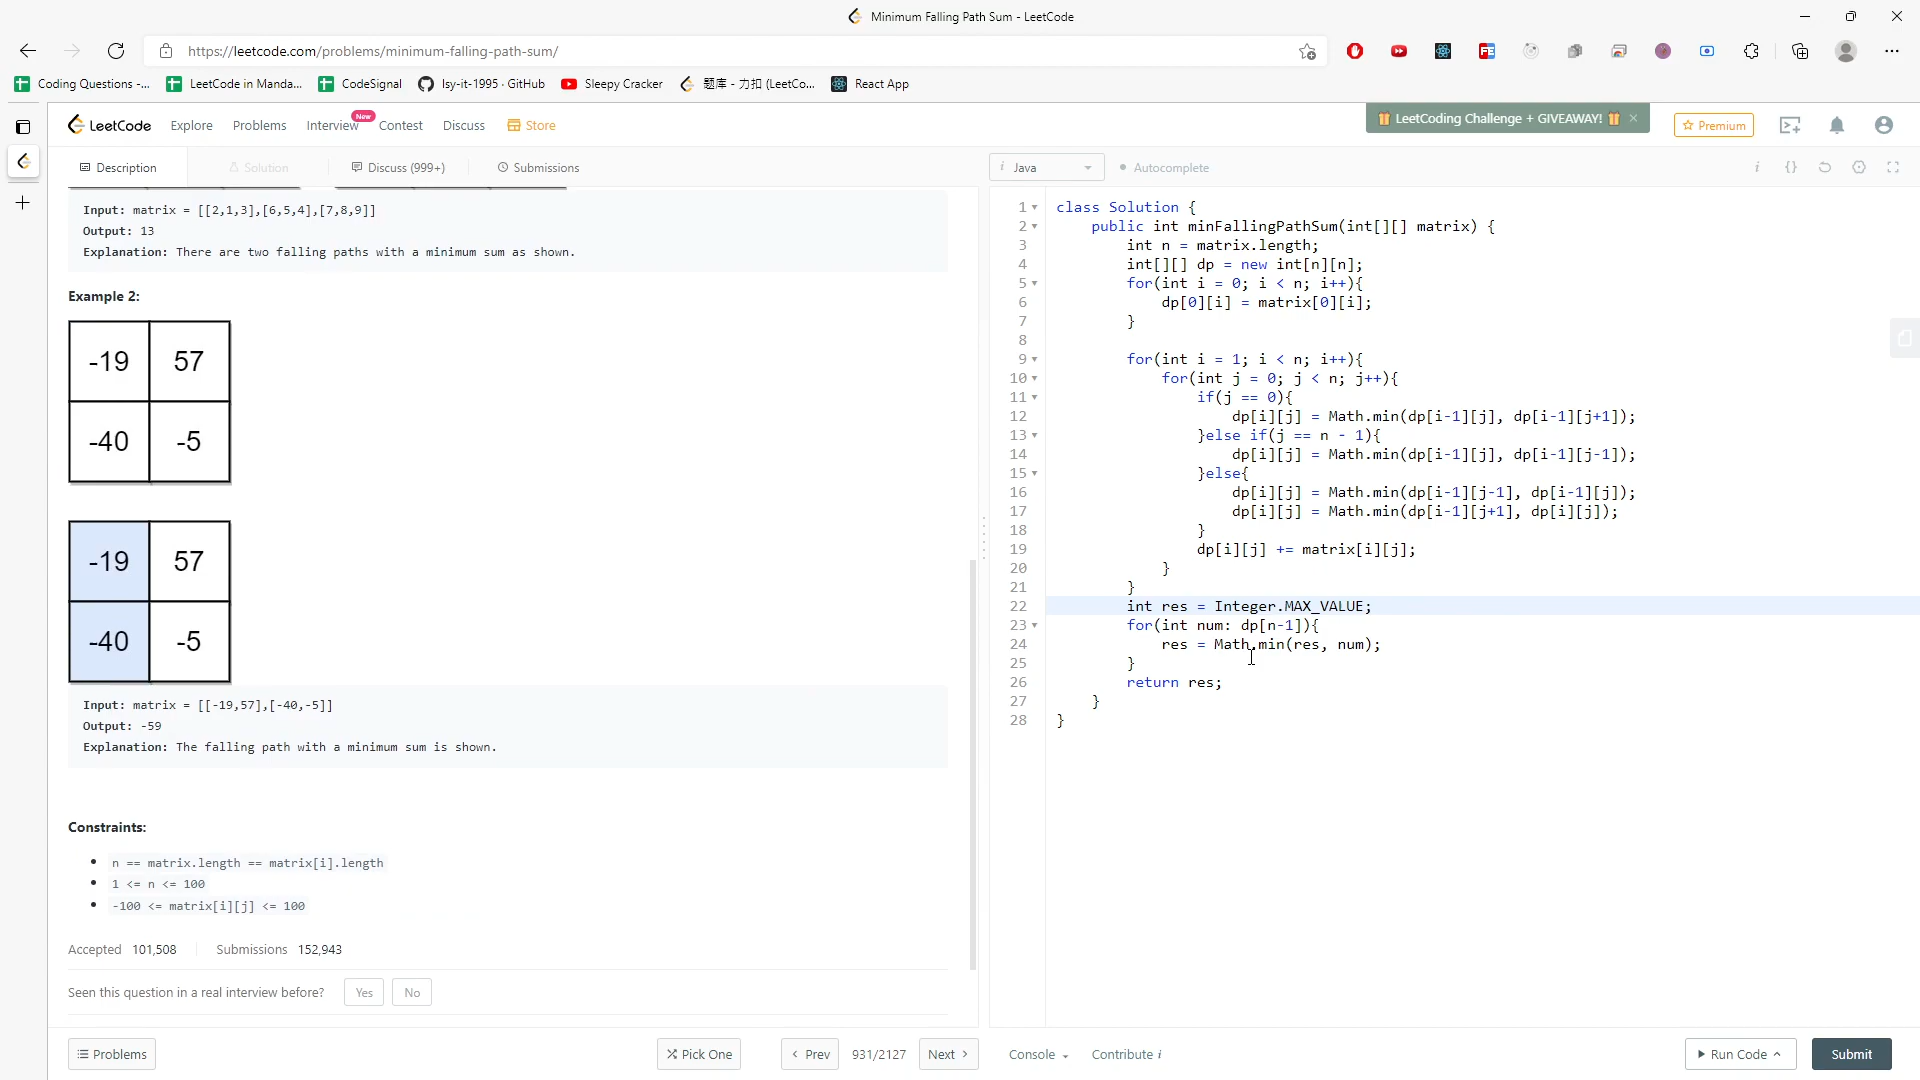 Minimum Falling Path Sum - LeetCode
https://leetcode.com/problems/minimum-falling-path-sum/
Coding Questions -...
LeetCode in Manda...
CodeSignal
lsy-it-1995 · GitHub
Sleepy Cracker
题库 - 力扣 (LeetCo...
React App
LeetCode
Explore
Problems
Interview
New
Contest
Discuss
Store
LeetCoding Challenge + GIVEAWAY!
Premium
Description
Solution
Discuss (999+)
Submissions
i Java
Autocomplete
Input: matrix = [[2,1,3],[6,5,4],[7,8,9]]
Output: 13
Explanation: There are two falling paths with a minimum sum as shown.
Example 2:
-19 57
-40 -5
-19 57
-40 -5
Input: matrix = [[-19,57],[-40,-5]]
Output: -59
Explanation: The falling path with a minimum sum is shown.
Constraints:
n == matrix.length == matrix[i].length
1 <= n <= 100
-100 <= matrix[i][j] <= 100
Accepted 101,508 Submissions 152,943
Seen this question in a real interview before? Yes No
1 class Solution {
2 public int minFallingPathSum(int[][] matrix) {
3 int n = matrix.length;
4 int[][] dp = new int[n][n];
5 for(int i = 0; i < n; i++){
6 dp[0][i] = matrix[0][i];
7 }
8
9 for(int i = 1; i < n; i++){
10 for(int j = 0; j < n; j++){
11 if(j == 0){
12 dp[i][j] = Math.min(dp[i-1][j], dp[i-1][j+1]);
13 }else if(j == n - 1){
14 dp[i][j] = Math.min(dp[i-1][j], dp[i-1][j-1]);
15 }else{
16 dp[i][j] = Math.min(dp[i-1][j-1], dp[i-1][j]);
17 dp[i][j] = Math.min(dp[i-1][j+1], dp[i][j]);
18 }
19 dp[i][j] += matrix[i][j];
20 }
21 }
22 int res = Integer.MAX_VALUE;
23 for(int num: dp[n-1]){
24 res = Math.min(res, num);
25 }
26 return res;
27 }
28 }
Problems
Pick One
Prev
931/2127
Next
Console
Contribute i
Run Code
Submit